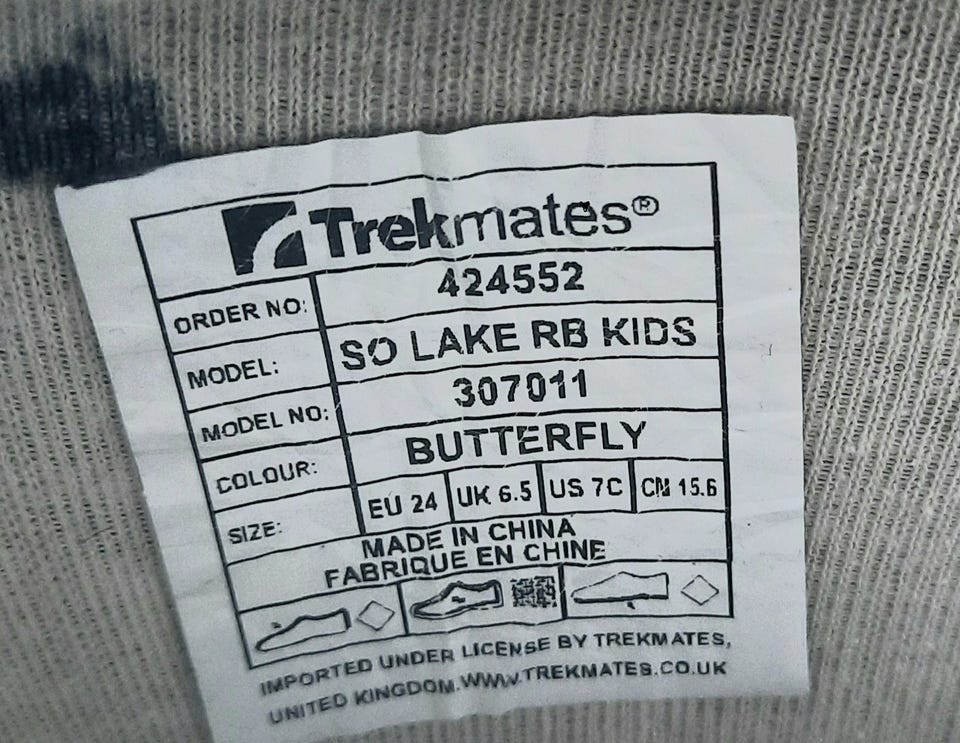 Trekmates®
ORDER NO: 424552
MODEL: SO LAKE RB KIDS
MODEL NO: 307011
COLOUR: BUTTERFLY
SIZE: EU 24 UK 6.5 US 7C CN 15.6
MADE IN CHINA
FABRIQUE EN CHINE
IMPORTED UNDER LICENSE BY TREKMATES,
UNITED KINGDOM.WWW.TREKMATES.CO.UK